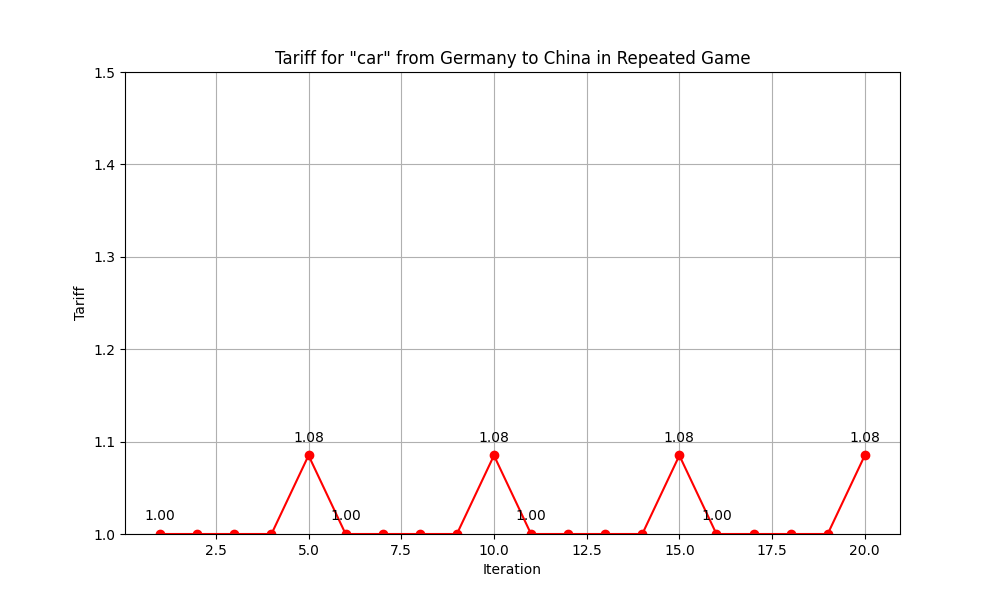 Tariff for "car" from Germany to China in Repeated Game
1.5
1.4
1.3
1.2
1.1
1.0
Tariff
1.08 1.08 1.08 1.08
1.00 1.00 1.00 1.00
2.5 5.0 7.5 10.0 12.5 15.0 17.5 20.0
Iteration